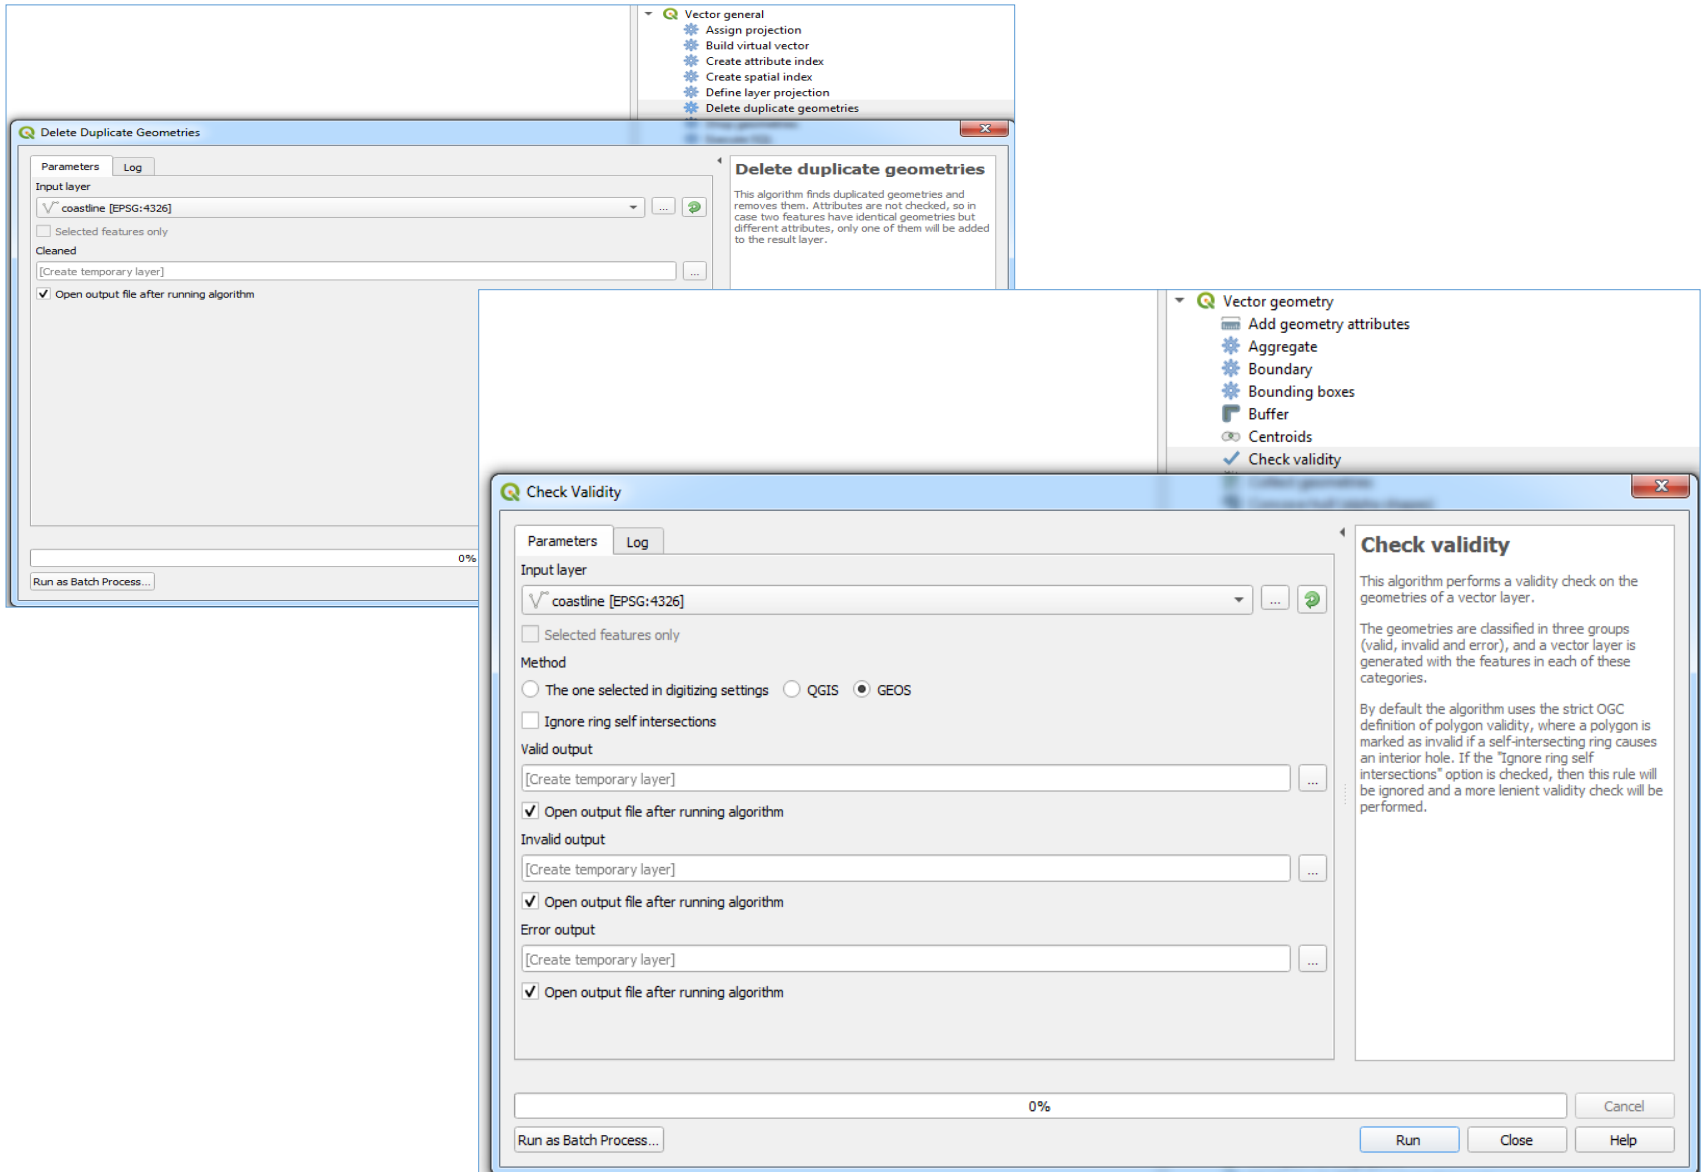 Vector general
Assign projection
Build virtual vector
Create attribute index
Create spatial index
Define layer projection
Delete duplicate geometries
Delete Duplicate Geometries
Parameters
Log
Input layer
coastline [EPSG:4326]
...
Selected features only
Cleaned
[Create temporary layer]
...
Open output file after running algorithm
0%
Run as Batch Process...
Delete duplicate geometries
This algorithm finds duplicated geometries and
removes them. Attributes are not checked, so in
case two features have identical geometries but
different attributes, only one of them will be added
to the result layer.
Vector geometry
Add geometry attributes
Aggregate
Boundary
Bounding boxes
Buffer
Centroids
Check validity
Collect geometries
Check Validity
Parameters
Log
Input layer
coastline [EPSG:4326]
...
Selected features only
Method
The one selected in digitizing settings QGIS GEOS
Ignore ring self intersections
Valid output
[Create temporary layer]
...
Open output file after running algorithm
Invalid output
[Create temporary layer]
...
Open output file after running algorithm
Error output
[Create temporary layer]
...
Open output file after running algorithm
Check validity
This algorithm performs a validity check on the
geometries of a vector layer.
The geometries are classified in three groups
(valid, invalid and error), and a vector layer is
generated with the features in each of these
categories.
By default the algorithm uses the strict OGC
definition of polygon validity, where a polygon is
marked as invalid if a self-intersecting ring causes
an interior hole. If the "Ignore ring self
intersections" option is checked, then this rule will
be ignored and a more lenient validity check will be
performed.
0%
Cancel
Run as Batch Process...
Run
Close
Help